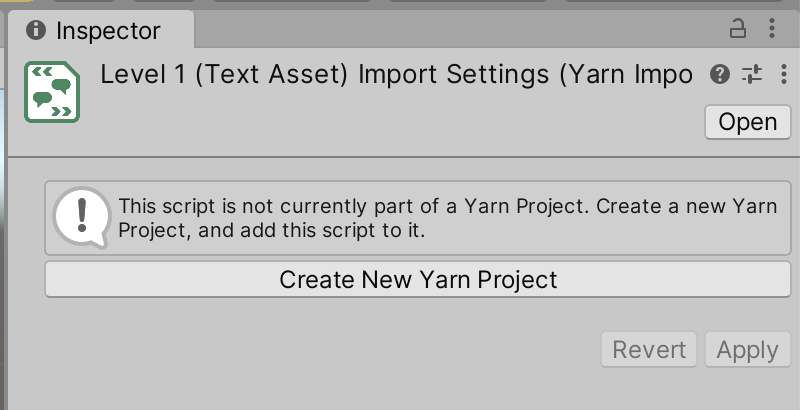 Inspector
Level 1 (Text Asset) Import Settings (Yarn Impo
Open
This script is not currently part of a Yarn Project. Create a new Yarn
Project, and add this script to it.
Create New Yarn Project
Revert Apply